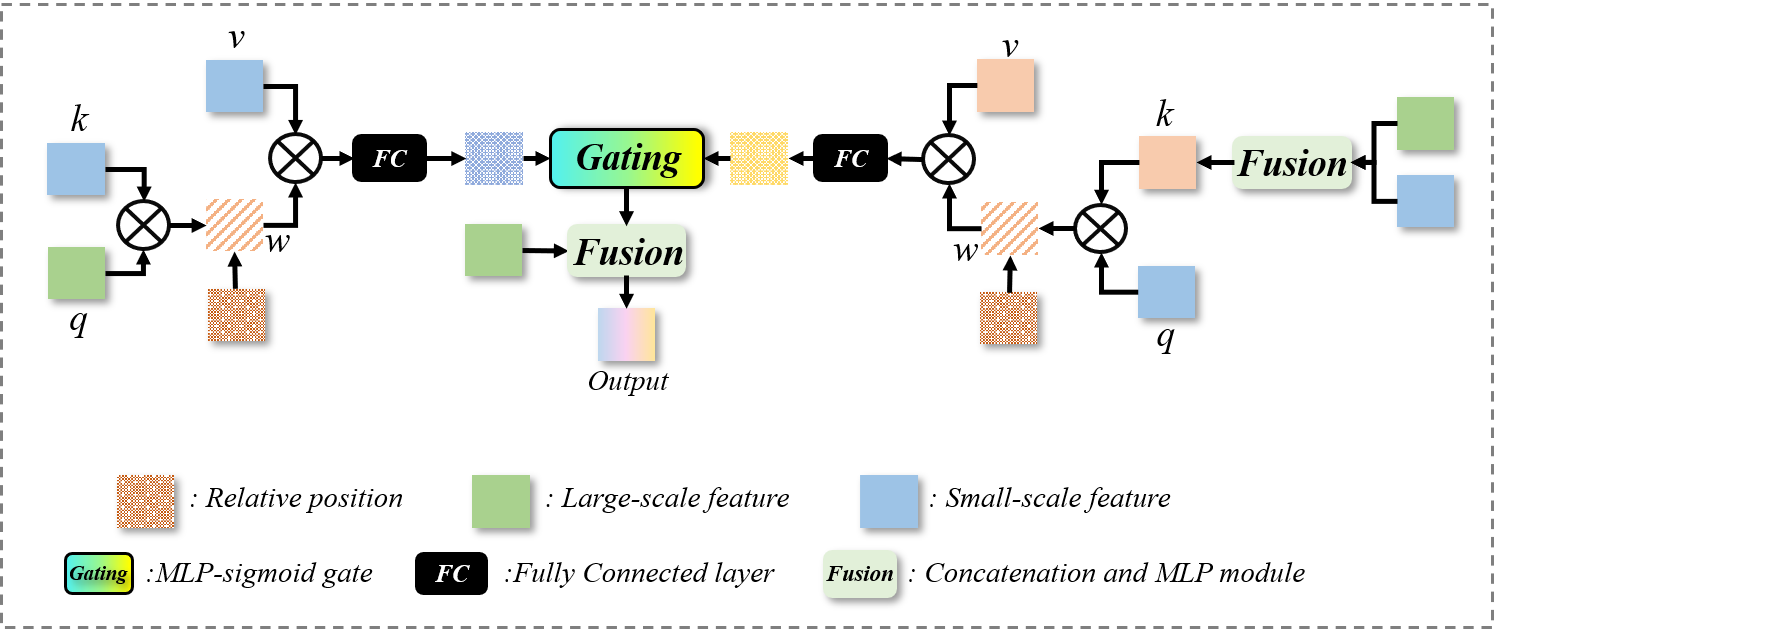 v
v
k
k
FC
Gating
FC
Fusion
w
Fusion
w
q
q
Output
: Relative position
: Large-scale feature
: Small-scale feature
Gating :MLP-sigmoid gate
FC :Fully Connected layer
Fusion : Concatenation and MLP module